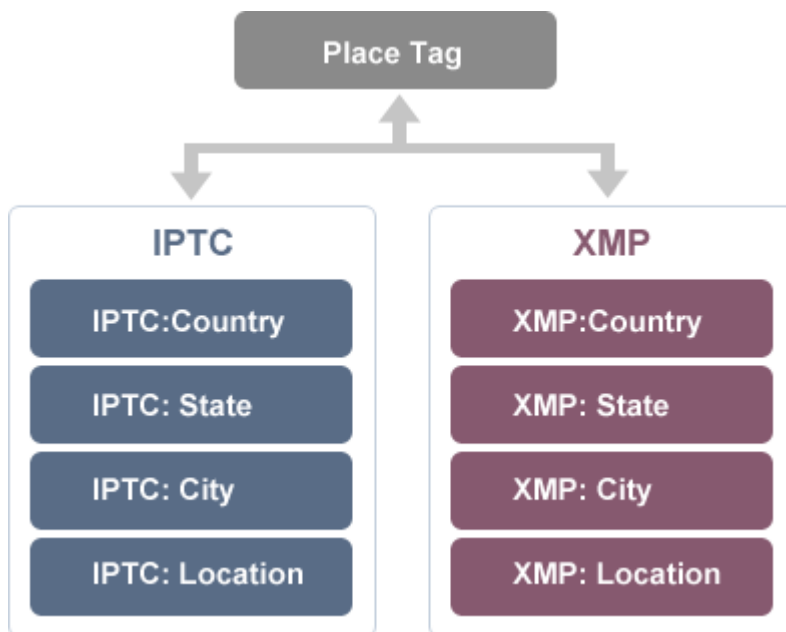 Place Tag
IPTC
IPTC:Country
IPTC: State
IPTC: City
IPTC: Location
XMP
XMP:Country
XMP: State
XMP: City
XMP: Location